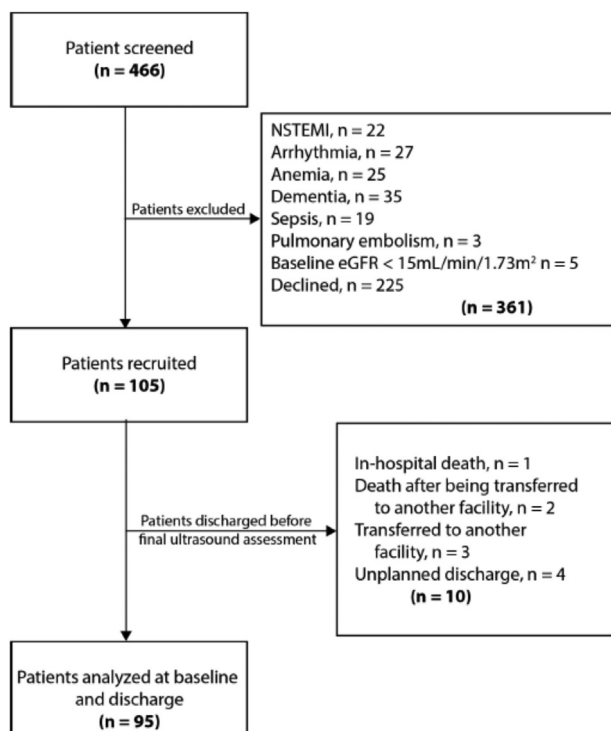 Patient screened
(n = 466)
NSTEMI, n = 22
Arrhythmia, n = 27
Anemia, n = 25
Dementia, n = 35
Sepsis, n = 19
Pulmonary embolism, n = 3
Baseline eGFR < 15mL/min/1.73m² n = 5
Declined, n = 225
(n = 361)
Patients excluded
Patients recruited
(n = 105)
In-hospital death, n = 1
Death after being transferred
to another facility, n = 2
Transferred to another
facility, n = 3
Unplanned discharge, n = 4
(n = 10)
Patients discharged before
final ultrasound assessment
Patients analyzed at baseline
and discharge
(n = 95)